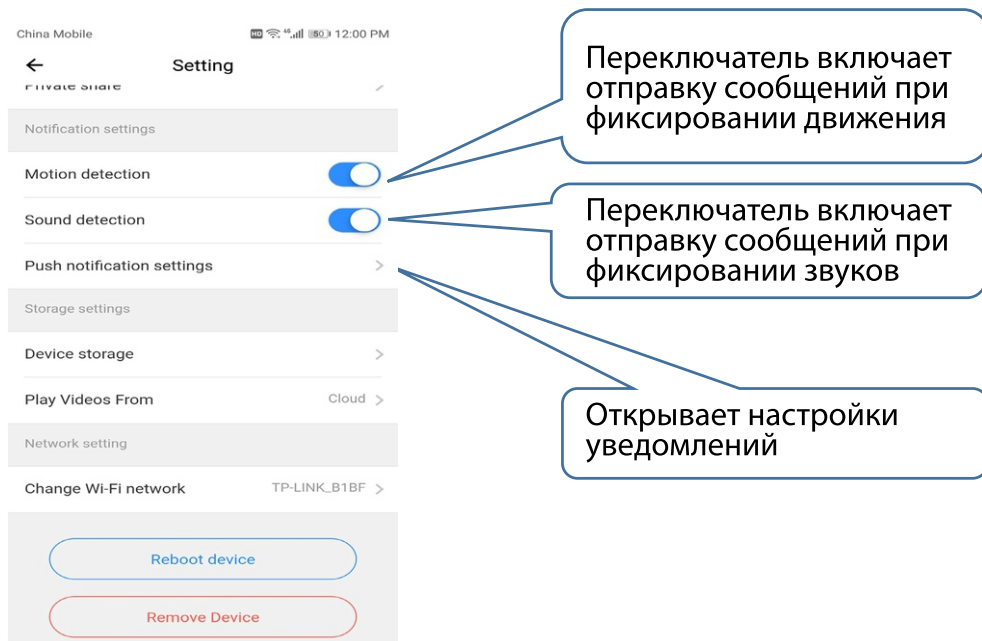 China Mobile 12:00 PM
Setting
Private share
Notification settings
Motion detection
Sound detection
Push notification settings
Storage settings
Device storage
Play Videos From Cloud
Network setting
Change Wi-Fi network TP-LINK_B1BF
Reboot device
Remove Device
Переключатель включает
отправку сообщений при
фиксировании движения
Переключатель включает
отправку сообщений при
фиксировании звуков
Открывает настройки
уведомлений